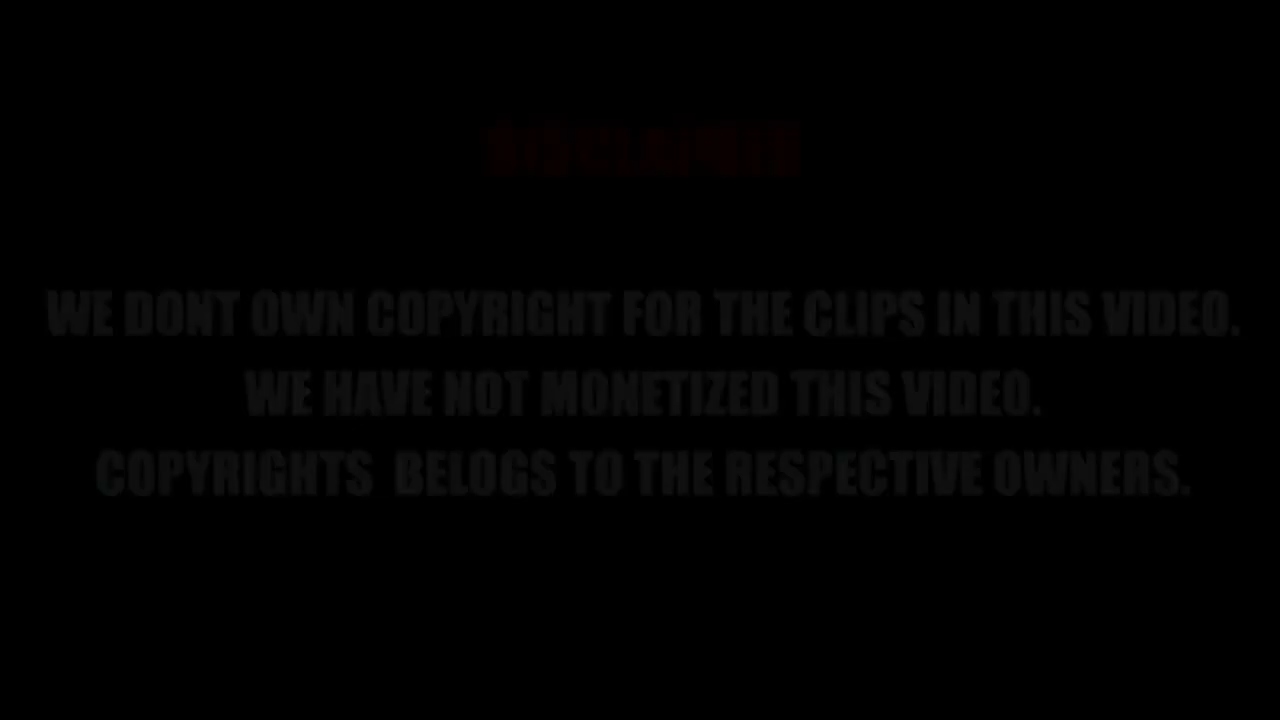 DISCLAIMER
WE DONT OWN COPYRIGHT FOR THE CLIPS IN THIS VIDEO.
WE HAVE NOT MONETIZED THIS VIDEO.
COPYRIGHTS BELOGS TO THE RESPECTIVE OWNERS.